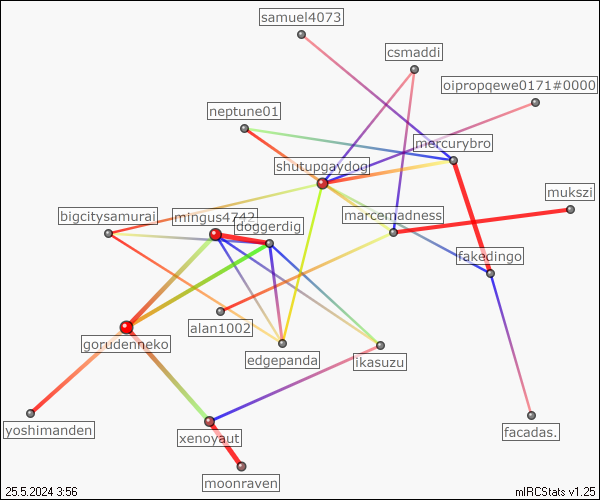 samuel4073
csmaddi
oipropqewe0171#0000
neptune01
mercurybro
shutupgaydog
mukszi
bigcitysamurai
mingus4742
marcemadness
doggerdig
fakedingo
alan1002
gorodenneko
edgepanda
ikasuzu
yoshimanden
xenoyaut
facadas.
moonraven
25.5.2024 3:56
mIRCStats v1.25